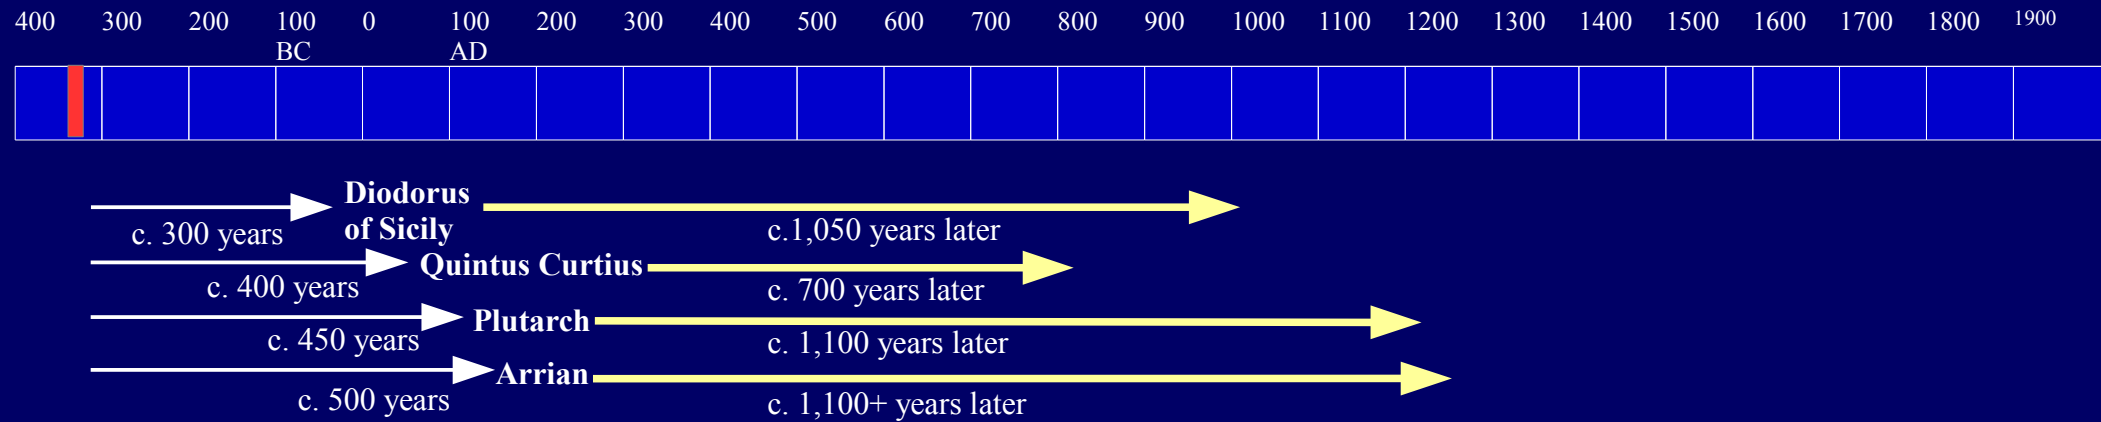 400 300 200 100 0 100 200 300 400 500 600 700 800 900 1000 1100 1200 1300 1400 1500 1600 1700 1800 1900
BC AD
Diodorus
of Sicily
c. 300 years
c.1,050 years later
Quintus Curtius
c. 400 years
c. 700 years later
Plutarch
c. 450 years
c. 1,100 years later
Arrian
c. 500 years
c. 1,100+ years later